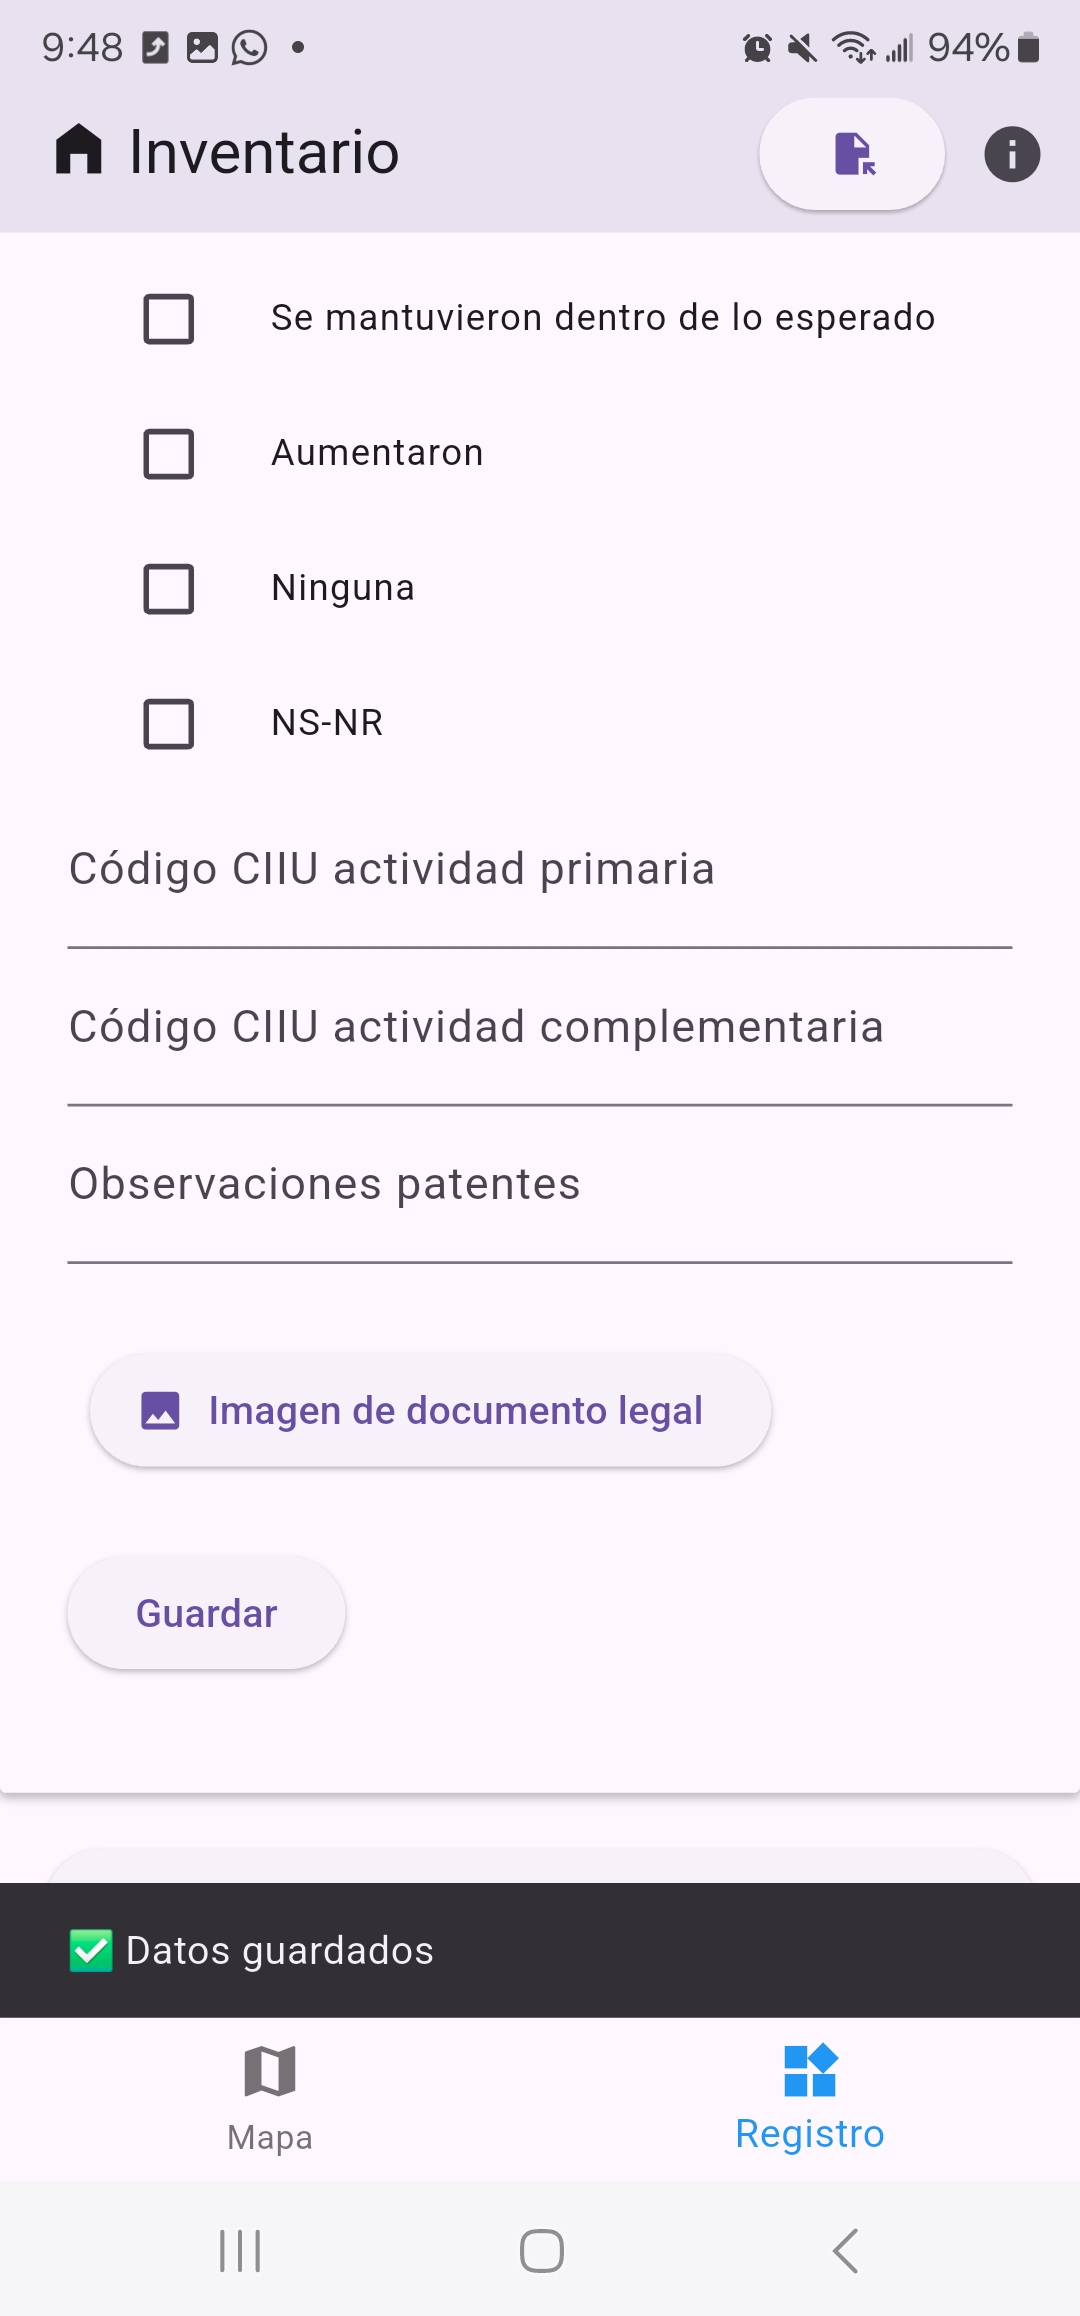 9:48
94%
Inventario
Se mantuvieron dentro de lo esperado
Aumentaron
Ninguna
NS-NR
Código CIIU actividad primaria
Código CIIU actividad complementaria
Observaciones patentes
Imagen de documento legal
Guardar
✅ Datos guardados
Mapa
Registro